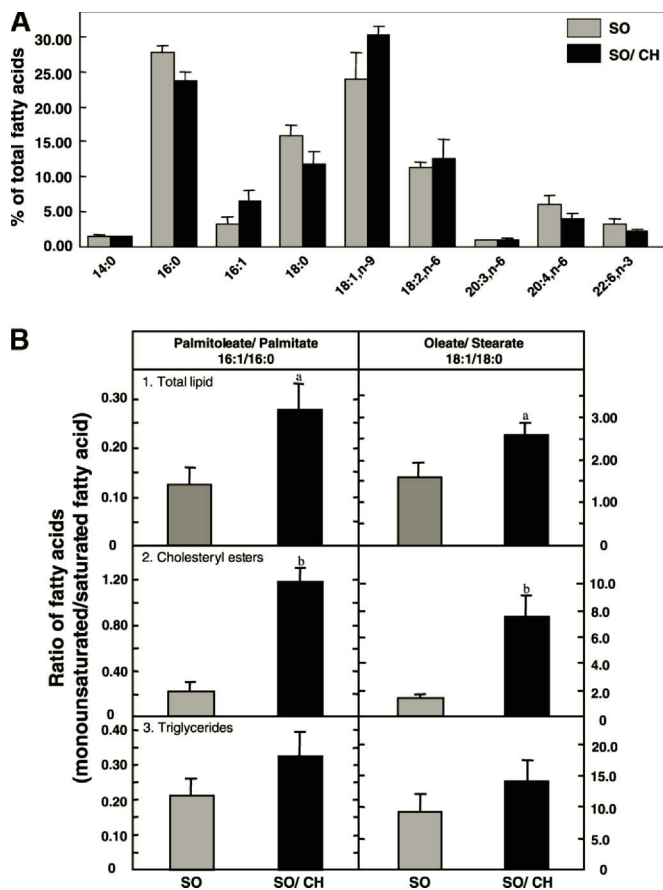 A
SO
SO/ CH
% of total fatty acids
30.00
25.00
20.00
15.00
10.00
5.00
0.00
14:0
16:0
16:1
18:0
18:1,n-9
18:2,n-6
20:3,n-6
20:4,n-6
22:6,n-3
B
Palmitoleate/ Palmitate
16:1/16:0
Oleate/ Stearate
18:1/18:0
Ratio of fatty acids
(monounsaturated/saturated fatty acid)
1. Total lipid
0.30
0.20
0.10
0
a
a
3.00
2.00
1.00
0
2. Cholesteryl esters
1.20
0.40
0
b
b
10.0
8.0
6.0
4.0
2.0
0
3. Triglycerides
0.40
0.30
0.20
0.10
0
20.0
15.0
10.0
5.0
0
SO
SO/ CH
SO
SO/ CH